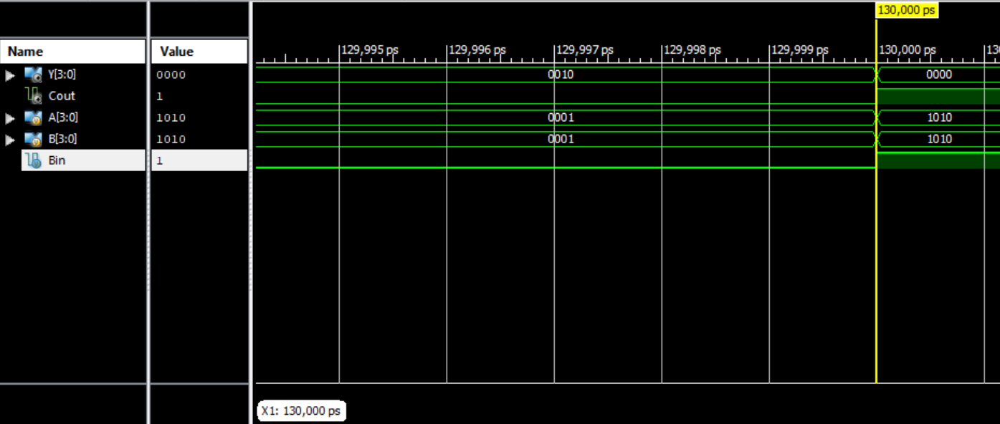 130,000 ps
Name Value
129,995 ps 129,996 ps 129,997 ps 129,998 ps 129,999 ps 130,000 ps 130
Y[3:0] 0000 0010 0000
Cout 1
A[3:0] 1010 0001 1010
B[3:0] 1010 0001 1010
Bin 1
X1: 130,000 ps